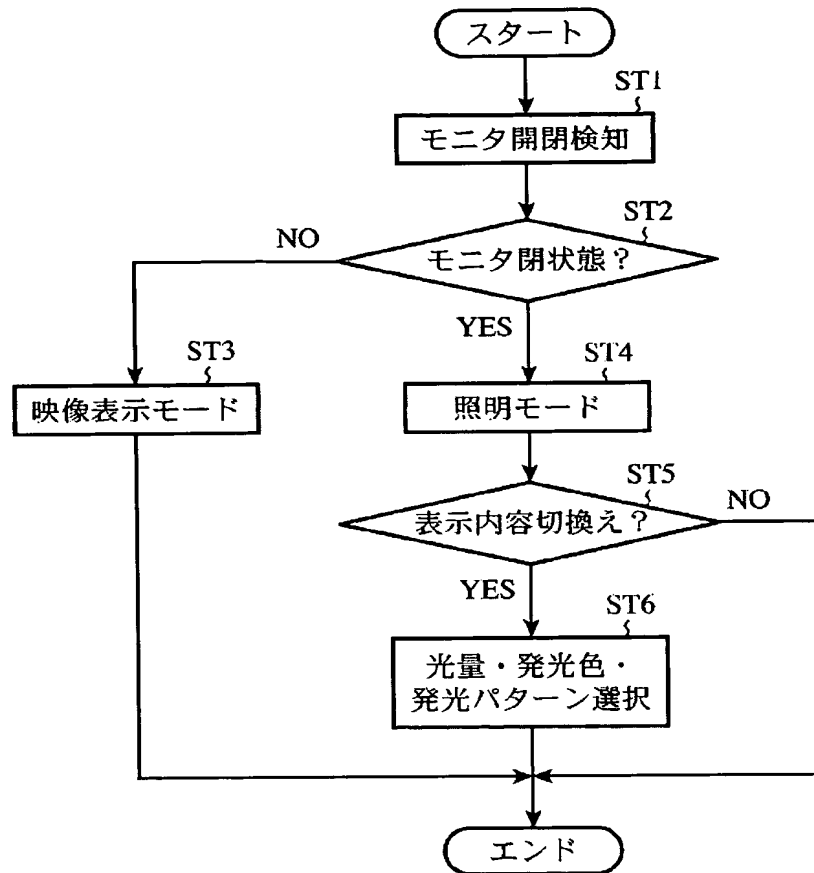 スタート
ST1
モニタ開閉検知
ST2
モニタ閉状態?
NO
YES
ST3
映像表示モード
ST4
照明モード
ST5
表示内容切換え?
NO
YES
ST6
光量・発光色・
発光パターン選択
エンド